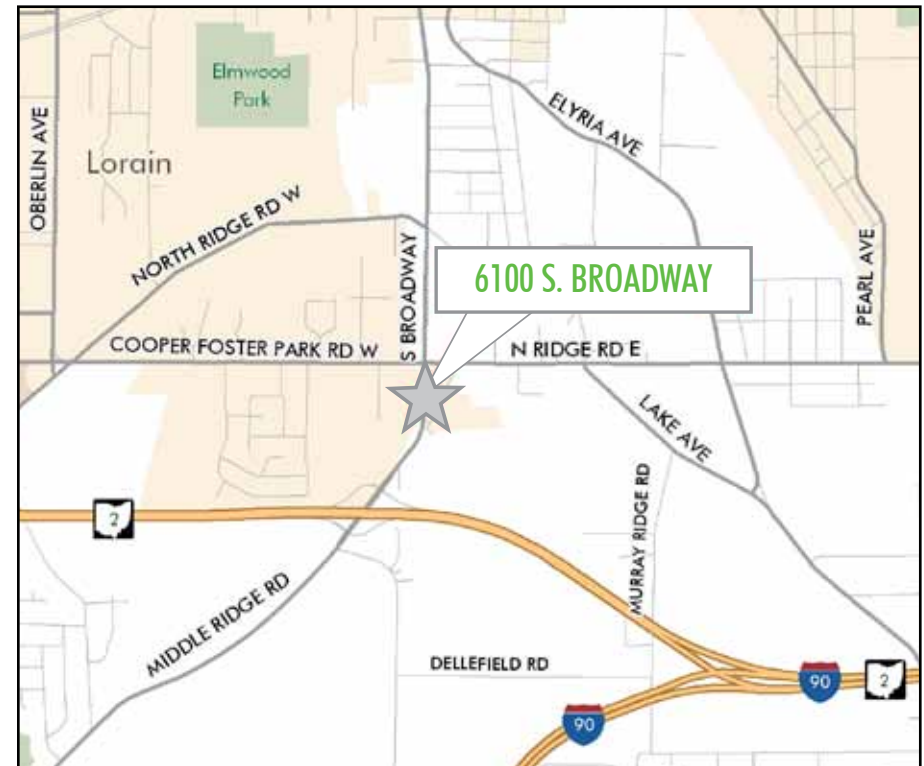 Elmwood
Park
OBERLIN AVE
Lorain
ELYRIA AVE
NORTH RIDGE RD W
S BROADWAY
6100 S. BROADWAY
PEARL AVE
COOPER FOSTER PARK RD W
N RIDGE RD E
LAKE AVE
MURRAY RIDGE RD
2
MIDDLE RIDGE RD
DELLEFIELD RD
90
2
90